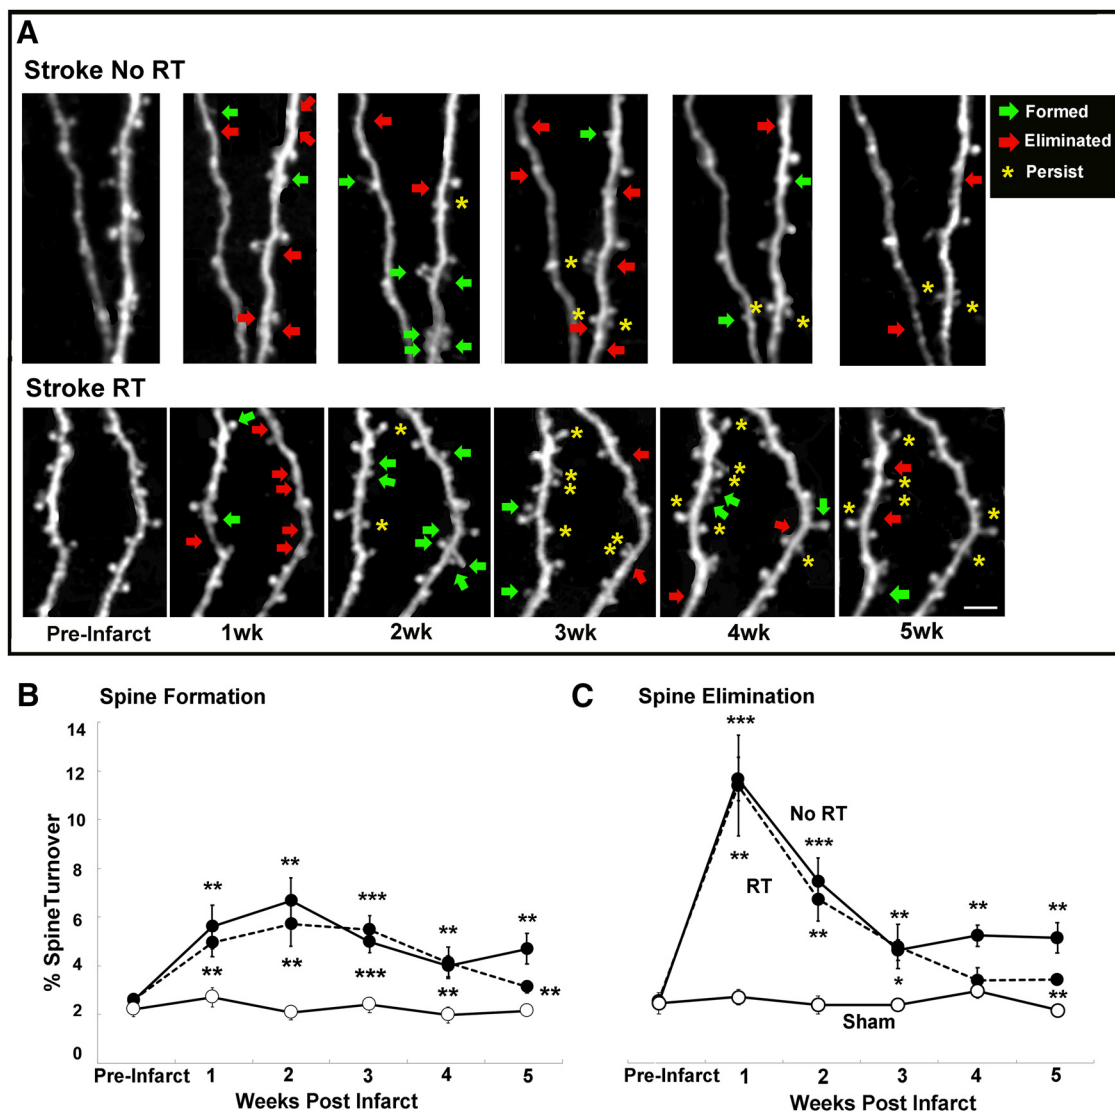 A
Stroke No RT
Formed
Eliminated
* Persist
Stroke RT
Pre-Infarct 1wk 2wk 3wk 4wk 5wk
B Spine Formation
% SpineTurnover
14
12
10
8
6
4
2
0
** ** *** ** **
** ** *** ** **
Pre-Infarct 1 2 3 4 5
Weeks Post Infarct
C Spine Elimination
*** *** ** ** **
** ** * **
No RT
RT
Sham
Pre-Infarct 1 2 3 4 5
Weeks Post Infarct